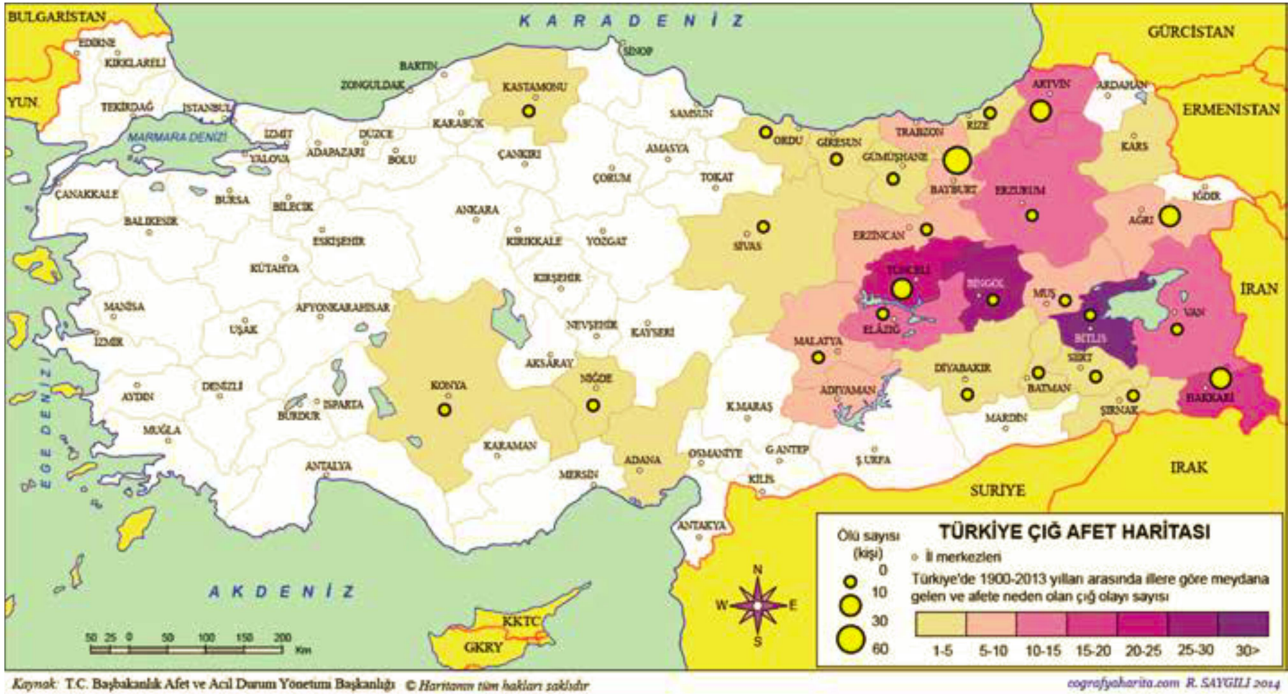 BULGARİSTAN
K A R A D E N İ Z
GÜRCİSTAN
EDİRNE
KIRKLARELİ
SİNOP
BARTIN
ZONGULDAK
KASTAMONU
ARTVİN
ARDAHAN
YUN.
TEKİRDAĞ
İSTANBUL
KARABÜK
SAMSUN
RİZE
ERMENİSTAN
MARMARA DENİZİ
İZMİT
DÜZCE
ORDU
GİRESUN
TRABZON
KARS
YALOVA
ADAPAZARI
BOLU
ÇANKIRI
AMASYA
GÜMÜŞHANE
ÇANAKKALE
BURSA
BİLECİK
ÇORUM
TOKAT
BAYBURT
ERZURUM
IĞDIR
BALIKESİR
ANKARA
AĞRI
ESKİŞEHİR
KIRIKKALE
YOZGAT
SİVAS
ERZİNCAN
KÜTAHYA
KIRŞEHİR
TUNCELİ
BİNGÖL
İRAN
MANİSA
AFYONKARAHISAR
MUŞ
UŞAK
NEVŞEHİR
KAYSERİ
ELÂZIĞ
VAN
İZMİR
MALATYA
BİTLİS
AKSARAY
SİİRT
EGE DENİZİ
AYDIN
DENİZLİ
KONYA
NİĞDE
DİYABAKIR
BATMAN
ISPARTA
BURDUR
ADIYAMAN
HAKKARİ
MUĞLA
K.MARAŞ
MARDİN
ŞIRNAK
KARAMAN
ANTALYA
MERSİN
ADANA
OSMANİYE
G.ANTEP
Ş.URFA
KİLİS
IRAK
SURİYE
ANTAKYA
A K D E N İ Z
KKTC
GKRY
N
W E
S
50 25 0 50 100 150 200
Km
TÜRKİYE ÇIĞ AFET HARİTASI
Ölü sayısı
(kişi)
0
10
30
60
İl merkezleri
Türkiye'de 1900-2013 yılları arasında illere göre meydana
gelen ve afete neden olan çığ olayı sayısı
1-5 5-10 10-15 15-20 20-25 25-30 30>
Kaynak: T.C. Başbakanlık Afet ve Acil Durum Yönetimi Başkanlığı © Haritanın tüm hakları saklıdır
cografyaharita.com R. SAYGILI 2014